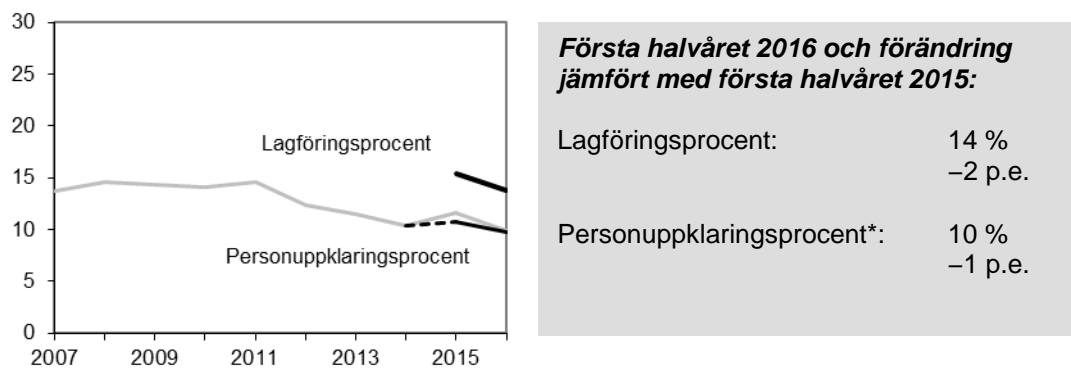 30
25
20
15
10
5
0
Lagföringsprocent
Personuppklaringsprocent
2007 2009 2011 2013 2015
Första halvåret 2016 och förändring
jämfört med första halvåret 2015:
Lagföringsprocent: 14 %
–2 p.e.
Personuppklaringsprocent*: 10 %
–1 p.e.